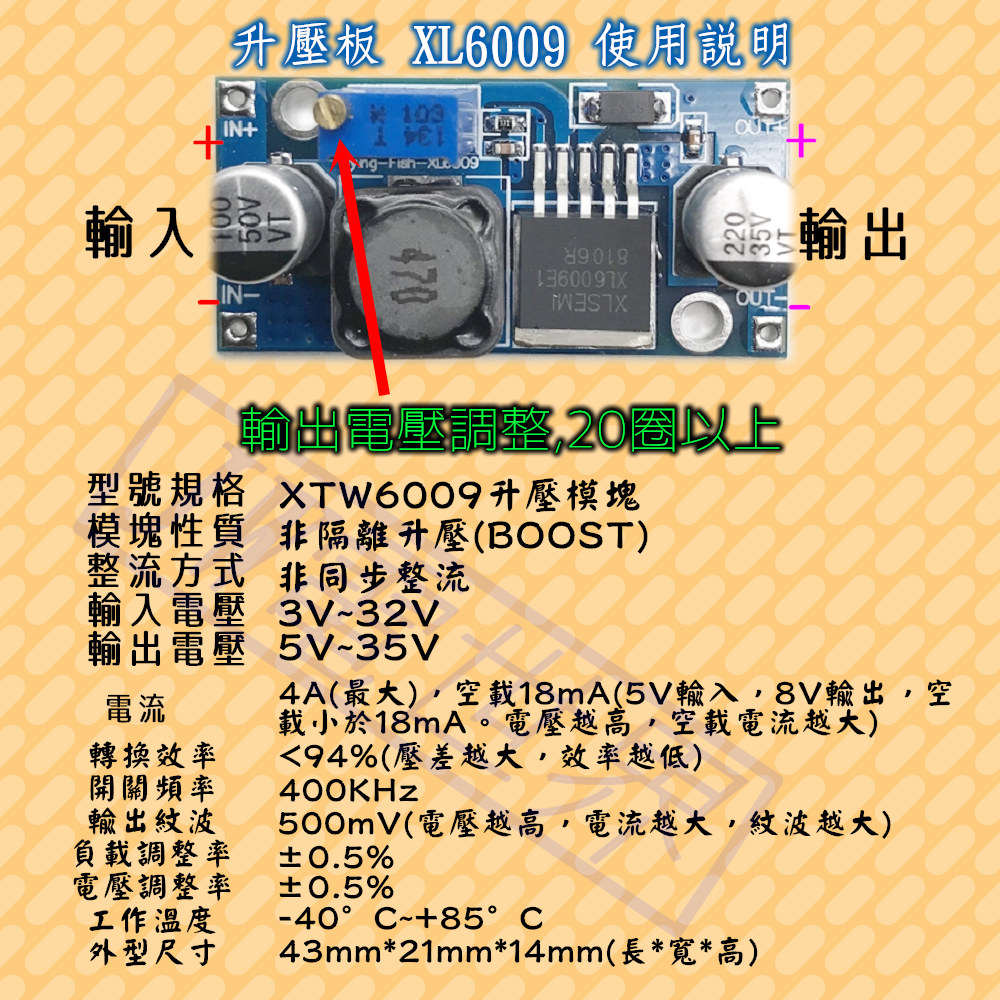 升壓板 XL6009 使用説明
IN+
OUT+
+
+
103
134 T
ing-Fish-XL6009
輸入
100
50V
VT
470
XLSEMI
XL6009E1
8106R
220
35V
VT
輸出
IN-
OUT-
-
-
輸出電壓調整,20圈以上
型號規格 XTW6009升壓模塊
模塊性質 非隔離升壓(BOOST)
整流方式 非同步整流
輸入電壓 3V~32V
輸出電壓 5V~35V
電流 4A(最大)，空載18mA(5V輸入，8V輸出，空
載小於18mA。電壓越高，空載電流越大)
轉換效率 <94%(壓差越大，效率越低)
開關頻率 400KHz
輸出紋波 500mV(電壓越高，電流越大，紋波越大)
負載調整率 ±0.5%
電壓調整率 ±0.5%
工作溫度 -40°C~+85°C
外型尺寸 43mm*21mm*14mm(長*寬*高)